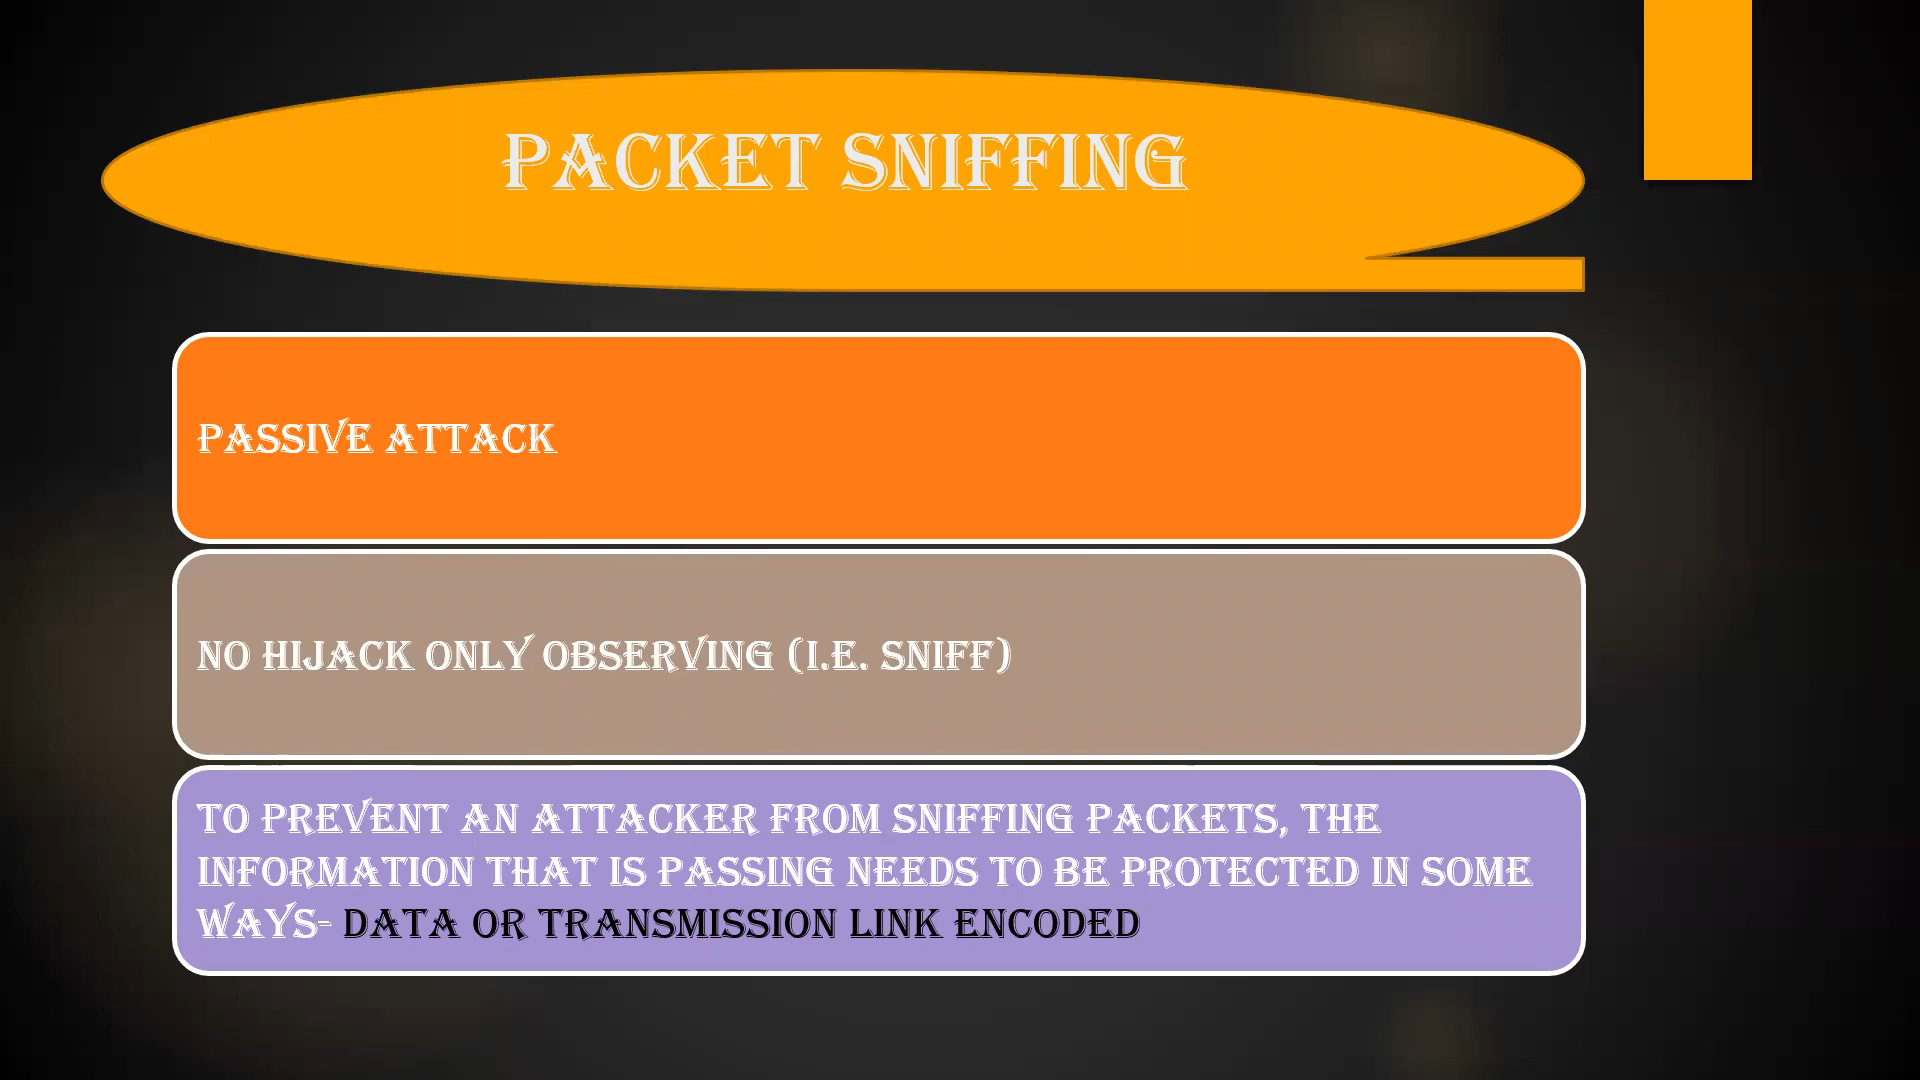 PACKET SNIFFING
PASSIVE ATTACK
NO HIJACK ONLY OBSERVING (I.E. SNIFF)
TO PREVENT AN ATTACKER FROM SNIFFING PACKETS, THE
INFORMATION THAT IS PASSING NEEDS TO BE PROTECTED IN SOME
WAYS- DATA OR TRANSMISSION LINK ENCODED